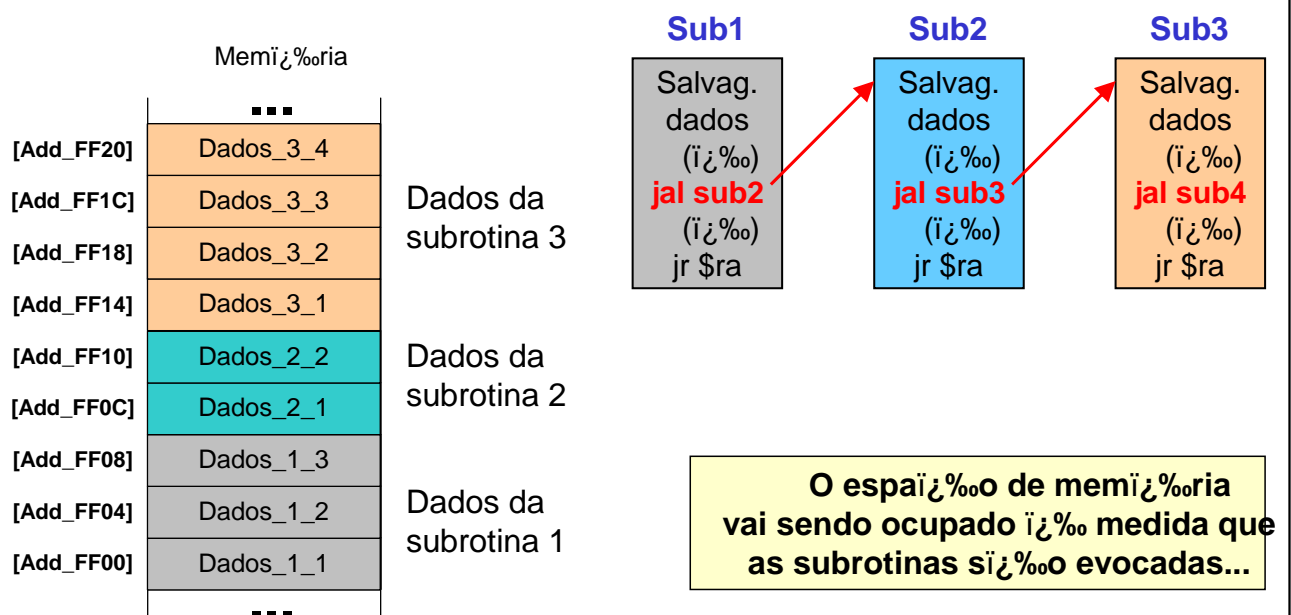 Memï¿‰ria
[Add_FF20] Dados_3_4
[Add_FF1C] Dados_3_3
[Add_FF18] Dados_3_2
[Add_FF14] Dados_3_1
[Add_FF10] Dados_2_2
[Add_FF0C] Dados_2_1
[Add_FF08] Dados_1_3
[Add_FF04] Dados_1_2
[Add_FF00] Dados_1_1
Dados da
subrotina 3
Dados da
subrotina 2
Dados da
subrotina 1
Sub1
Salvag.
dados
(ï¿‰)
jal sub2
(ï¿‰)
jr $ra
Sub2
Salvag.
dados
(ï¿‰)
jal sub3
(ï¿‰)
jr $ra
Sub3
Salvag.
dados
(ï¿‰)
jal sub4
(ï¿‰)
jr $ra
O espaï¿‰o de memï¿‰ria
vai sendo ocupado ï¿‰ medida que
as subrotinas sï¿‰o evocadas...